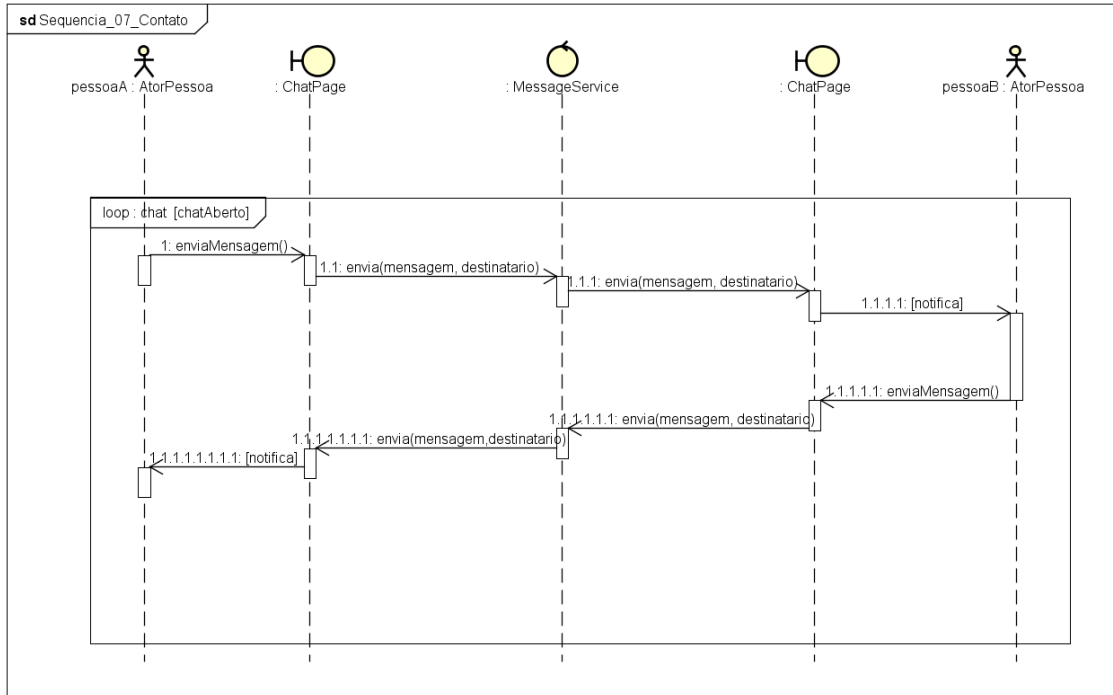 sd Sequencia_07_Contato
pessoaA : AtorPessoa
: ChatPage
: MessageService
: ChatPage
pessoaB : AtorPessoa
loop : chat [chatAberto]
1: enviaMensagem()
1.1: envia(mensagem, destinatario)
1.1.1: envia(mensagem, destinatario)
1.1.1.1: [notifica]
1.1.1.1.1: enviaMensagem()
1.1.1.1.1.1: envia(mensagem, destinatario)
1.1.1.1.1.1.1: envia(mensagem,destinatario)
1.1.1.1.1.1.1.1: [notifica]